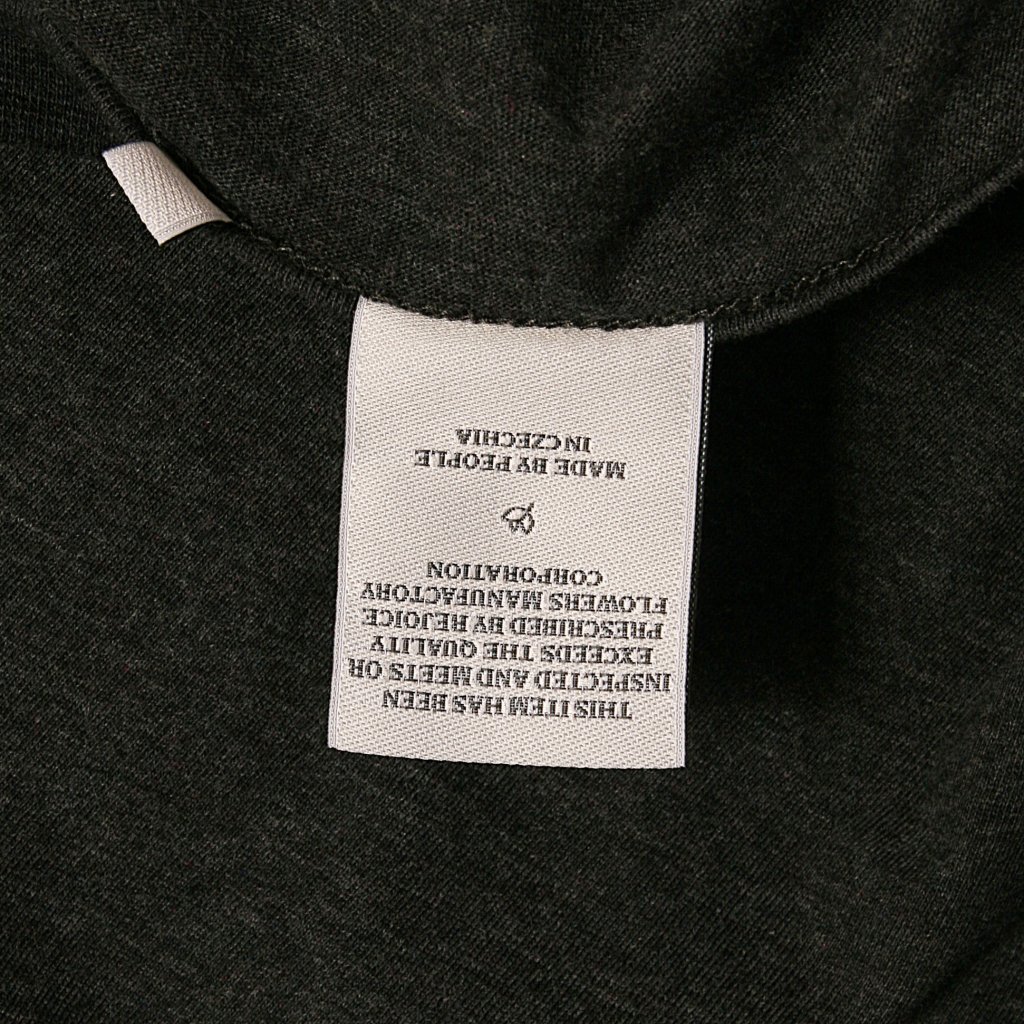 THIS ITEM HAS BEEN
INSPECTED AND MEETS OR
EXCEEDS THE QUALITY
PRESCRIBED BY REJOICE
FLOWERS MANUFACTORY
CORPORATION
MADE BY PEOPLE
IN CZECHIA